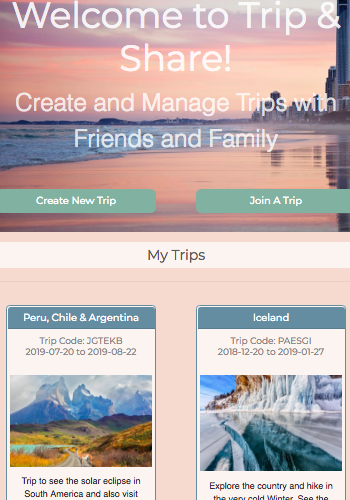 Welcome to Trip &
Share!
Create and Manage Trips with
Friends and Family
Create New Trip
Join A Trip
My Trips
Peru, Chile & Argentina
Trip Code: JGTEKB
2019-07-20 to 2019-08-22
Trip to see the solar eclipse in
South America and also visit
Iceland
Trip Code: PAESGI
2018-12-20 to 2019-01-27
Explore the country and hike in
the very cold Winter. See the